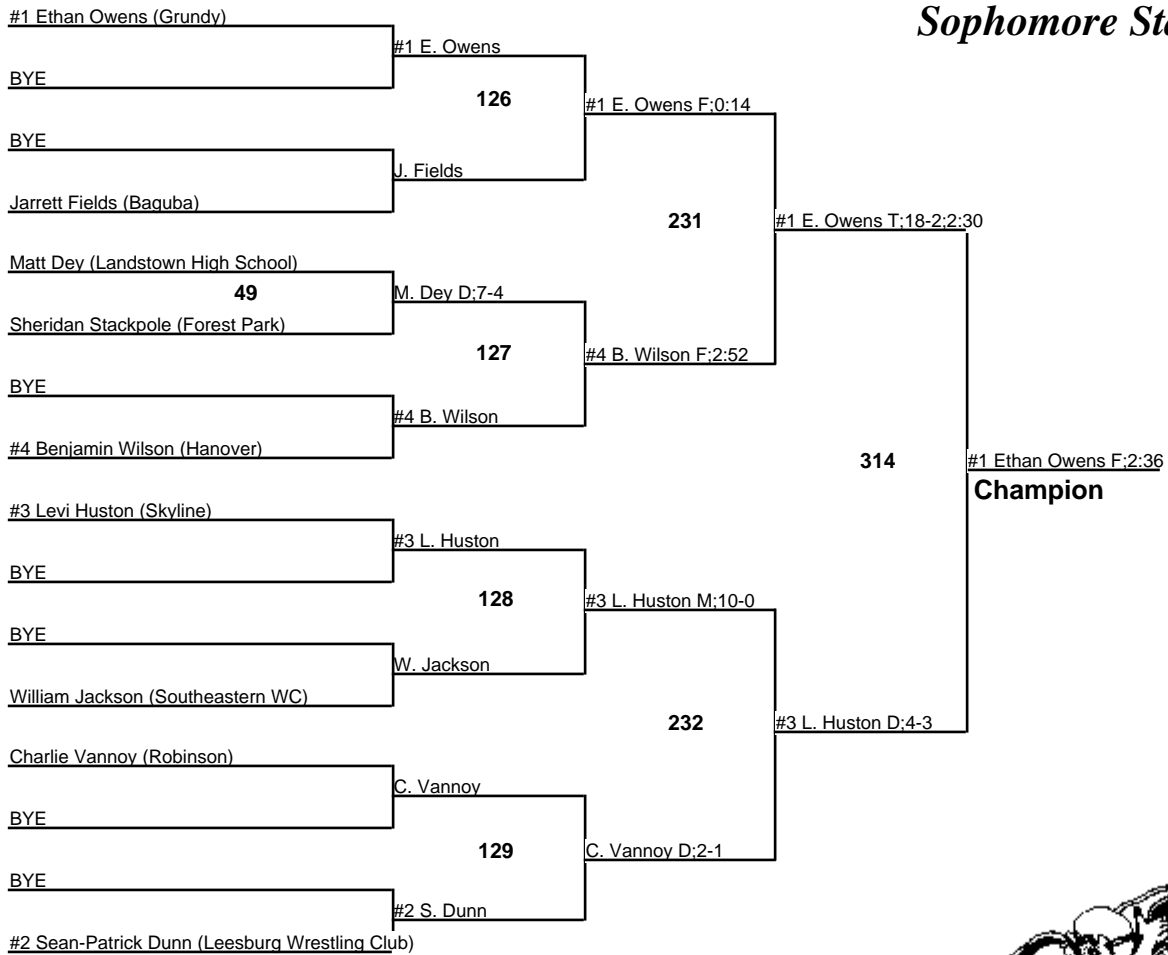 Sophomore Sta
#1 Ethan Owens (Grundy)
#1 E. Owens
BYE
126
#1 E. Owens F;0:14
BYE
J. Fields
Jarrett Fields (Baguba)
231
#1 E. Owens T;18-2;2:30
Matt Dey (Landstown High School)
49
M. Dey D;7-4
Sheridan Stackpole (Forest Park)
127
#4 B. Wilson F;2:52
BYE
#4 B. Wilson
#4 Benjamin Wilson (Hanover)
314
#1 Ethan Owens F;2:36
Champion
#3 Levi Huston (Skyline)
#3 L. Huston
BYE
128
#3 L. Huston M;10-0
BYE
W. Jackson
William Jackson (Southeastern WC)
232
#3 L. Huston D;4-3
Charlie Vannoy (Robinson)
C. Vannoy
BYE
129
C. Vannoy D;2-1
BYE
#2 S. Dunn
#2 Sean-Patrick Dunn (Leesburg Wrestling Club)